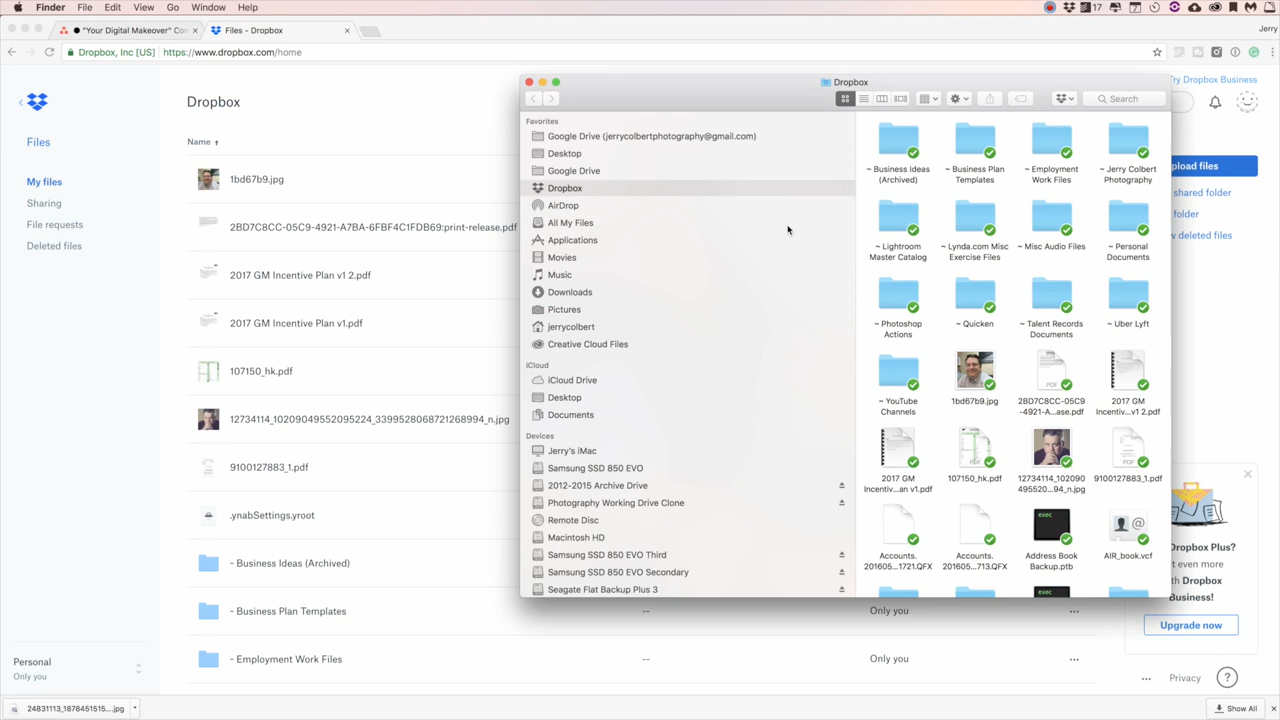 Finder File Edit View Go Window Help
17
"Your Digital Makeover" Con
Files - Dropbox
Jerry
Dropbox, Inc [US] https://www.dropbox.com/home
Try Dropbox Business
Dropbox
Files
My files
Sharing
File requests
Deleted files
Personal
Only you
Name
1bd67b9.jpg
2BD7C8CC-05C9-4921-A7BA-6FBF4C1FDB69:print-release.pdf
2017 GM Incentive Plan v1 2.pdf
2017 GM Incentive Plan v1.pdf
107150_hk.pdf
12734114_10209049552095224_3399528068721268994_n.jpg
9100127883_1.pdf
.ynabSettings.yroot
~ Business Ideas (Archived)
~ Business Plan Templates -- Only you ...
~ Employment Work Files -- Only you ...
Dropbox
Search
Favorites
Google Drive (jerrycolbertphotography@gmail.com)
Desktop
Google Drive
Dropbox
AirDrop
All My Files
Applications
Movies
Music
Downloads
Pictures
jerrycolbert
Creative Cloud Files
iCloud
iCloud Drive
Desktop
Documents
Devices
Jerry's iMac
Samsung SSD 850 EVO
2012-2015 Archive Drive
Photography Working Drive Clone
Remote Disc
Macintosh HD
Samsung SSD 850 EVO Third
Samsung SSD 850 EVO Secondary
Seagate Flat Backup Plus 3
~ Business Ideas (Archived)
~ Business Plan Templates
~ Employment Work Files
~ Jerry Colbert Photography
~ Lightroom Master Catalog
~ Lynda.com Misc Exercise Files
~ Misc Audio Files
~ Personal Documents
~ Photoshop Actions
~ Quicken
~ Talent Records Documents
~ Uber Lyft
~ YouTube Channels
1bd67b9.jpg
PDF
2BD7C8CC-05C9-4921-A...ase.pdf
2017 GM Incentiv...v1 2.pdf
2017 GM Incentiv...an v1.pdf
107150_hk.pdf
12734114_102090495520...94_n.jpg
PDF
9100127883_1.pdf
Accounts.201605...1721.QFX
Accounts.201605...713.QFX
exec
Address Book Backup.ptb
AIR_book.vcf
exec
pload files
shared folder
folder
w deleted files
Dropbox Plus?
t even more
Dropbox
Business!
Upgrade now
... Privacy ?
24831113_1678451515....jpg
Show All